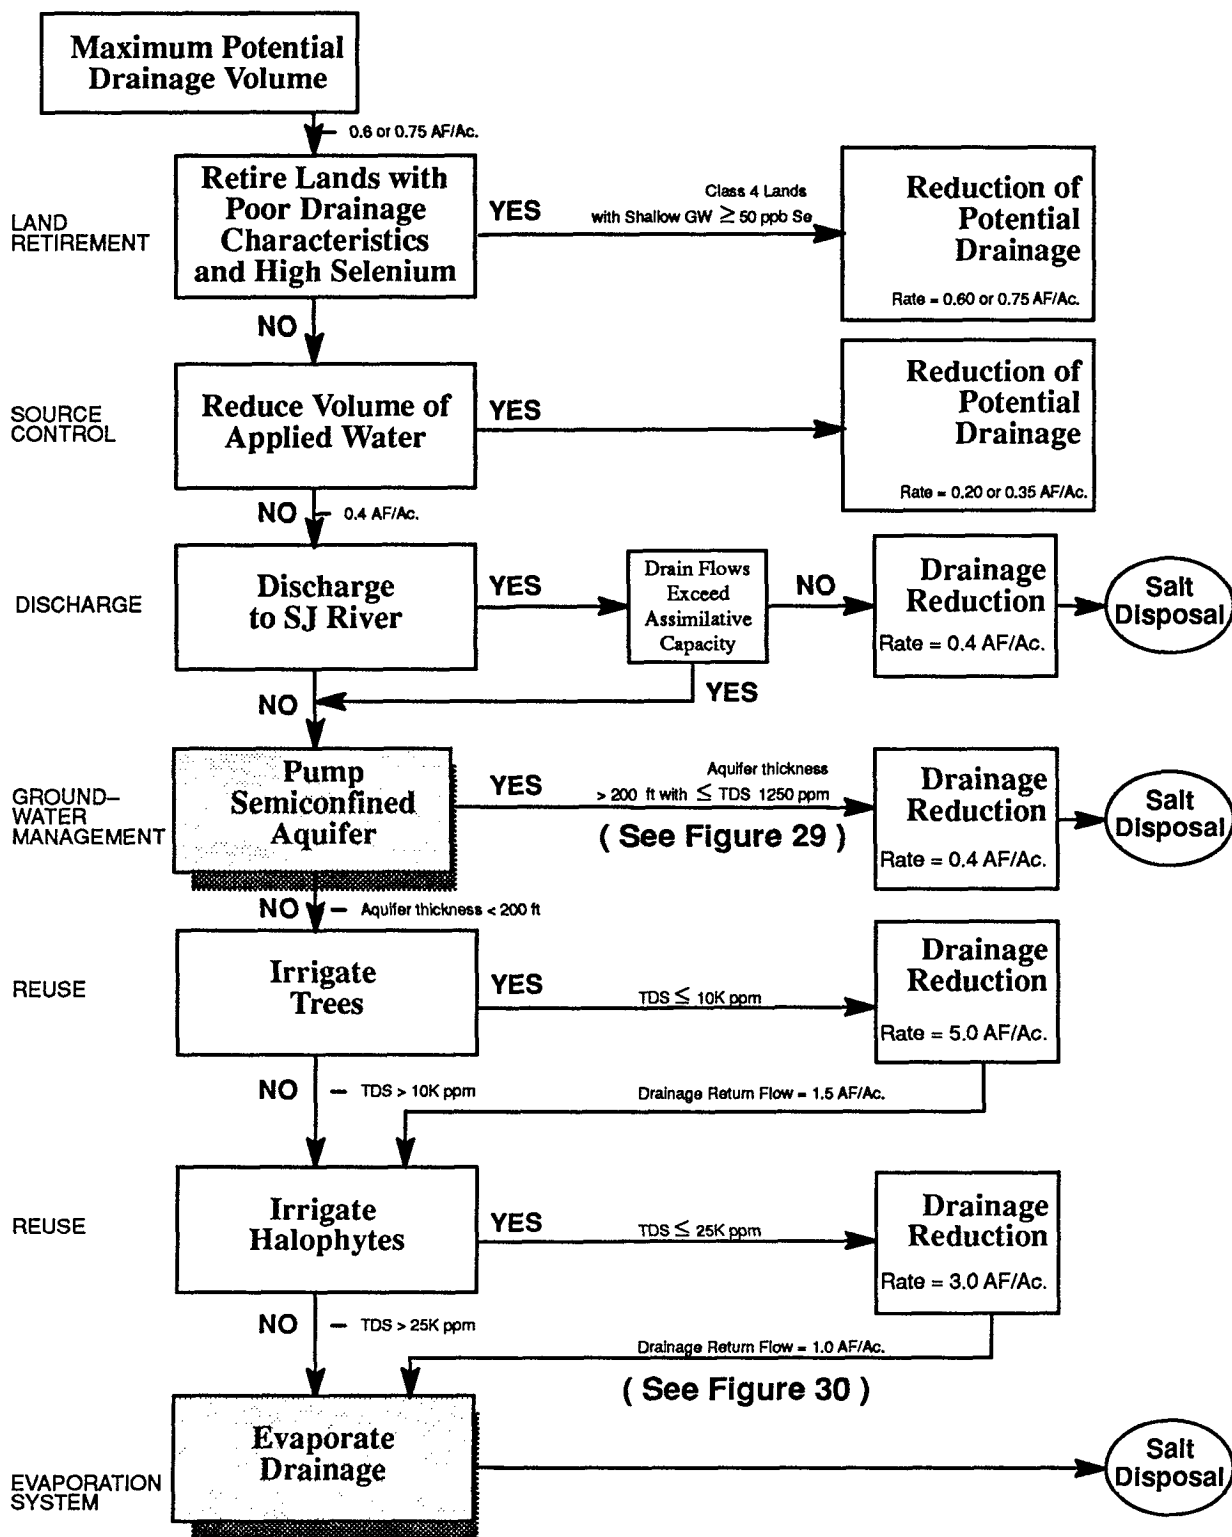 Maximum Potential
Drainage Volume
0.6 or 0.75 AF/Ac.
LAND
RETIREMENT
Retire Lands with
Poor Drainage
Characteristics
and High Selenium
YES
Class 4 Lands
with Shallow GW ≥ 50 ppb Se
Reduction of
Potential
Drainage
Rate = 0.60 or 0.75 AF/Ac.
NO
SOURCE
CONTROL
Reduce Volume of
Applied Water
YES
Reduction of
Potential
Drainage
Rate = 0.20 or 0.35 AF/Ac.
NO
0.4 AF/Ac.
DISCHARGE
Discharge
to SJ River
YES
Drain Flows
Exceed
Assimilative
Capacity
NO
Drainage
Reduction
Rate = 0.4 AF/Ac.
Salt
Disposal
YES
NO
GROUND–
WATER
MANAGEMENT
Pump
Semiconfined
Aquifer
YES
Aquifer thickness
> 200 ft with ≤ TDS 1250 ppm
( See Figure 29 )
Drainage
Reduction
Rate = 0.4 AF/Ac.
Salt
Disposal
NO
– Aquifer thickness < 200 ft
REUSE
Irrigate
Trees
YES
TDS ≤ 10K ppm
Drainage
Reduction
Rate = 5.0 AF/Ac.
NO
– TDS > 10K ppm
Drainage Return Flow = 1.5 AF/Ac.
REUSE
Irrigate
Halophytes
YES
TDS ≤ 25K ppm
Drainage
Reduction
Rate = 3.0 AF/Ac.
NO
– TDS > 25K ppm
Drainage Return Flow = 1.0 AF/Ac.
( See Figure 30 )
EVAPORATION
SYSTEM
Evaporate
Drainage
Salt
Disposal